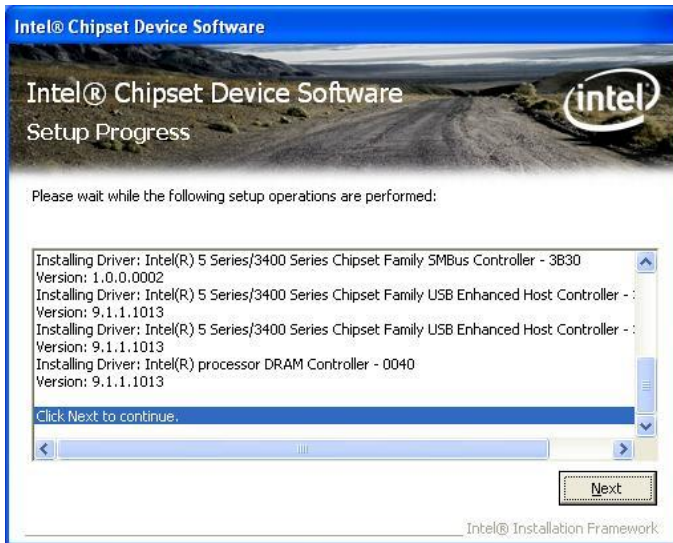 Intel® Chipset Device Software
Intel® Chipset Device Software
intel
Setup Progress
Please wait while the following setup operations are performed:
Installing Driver: Intel(R) 5 Series/3400 Series Chipset Family SMBus Controller - 3B30
Version: 1.0.0.0002
Installing Driver: Intel(R) 5 Series/3400 Series Chipset Family USB Enhanced Host Controller -
Version: 9.1.1.1013
Installing Driver: Intel(R) 5 Series/3400 Series Chipset Family USB Enhanced Host Controller -
Version: 9.1.1.1013
Installing Driver: Intel(R) processor DRAM Controller - 0040
Version: 9.1.1.1013
Click Next to continue.
Next
Intel® Installation Framework